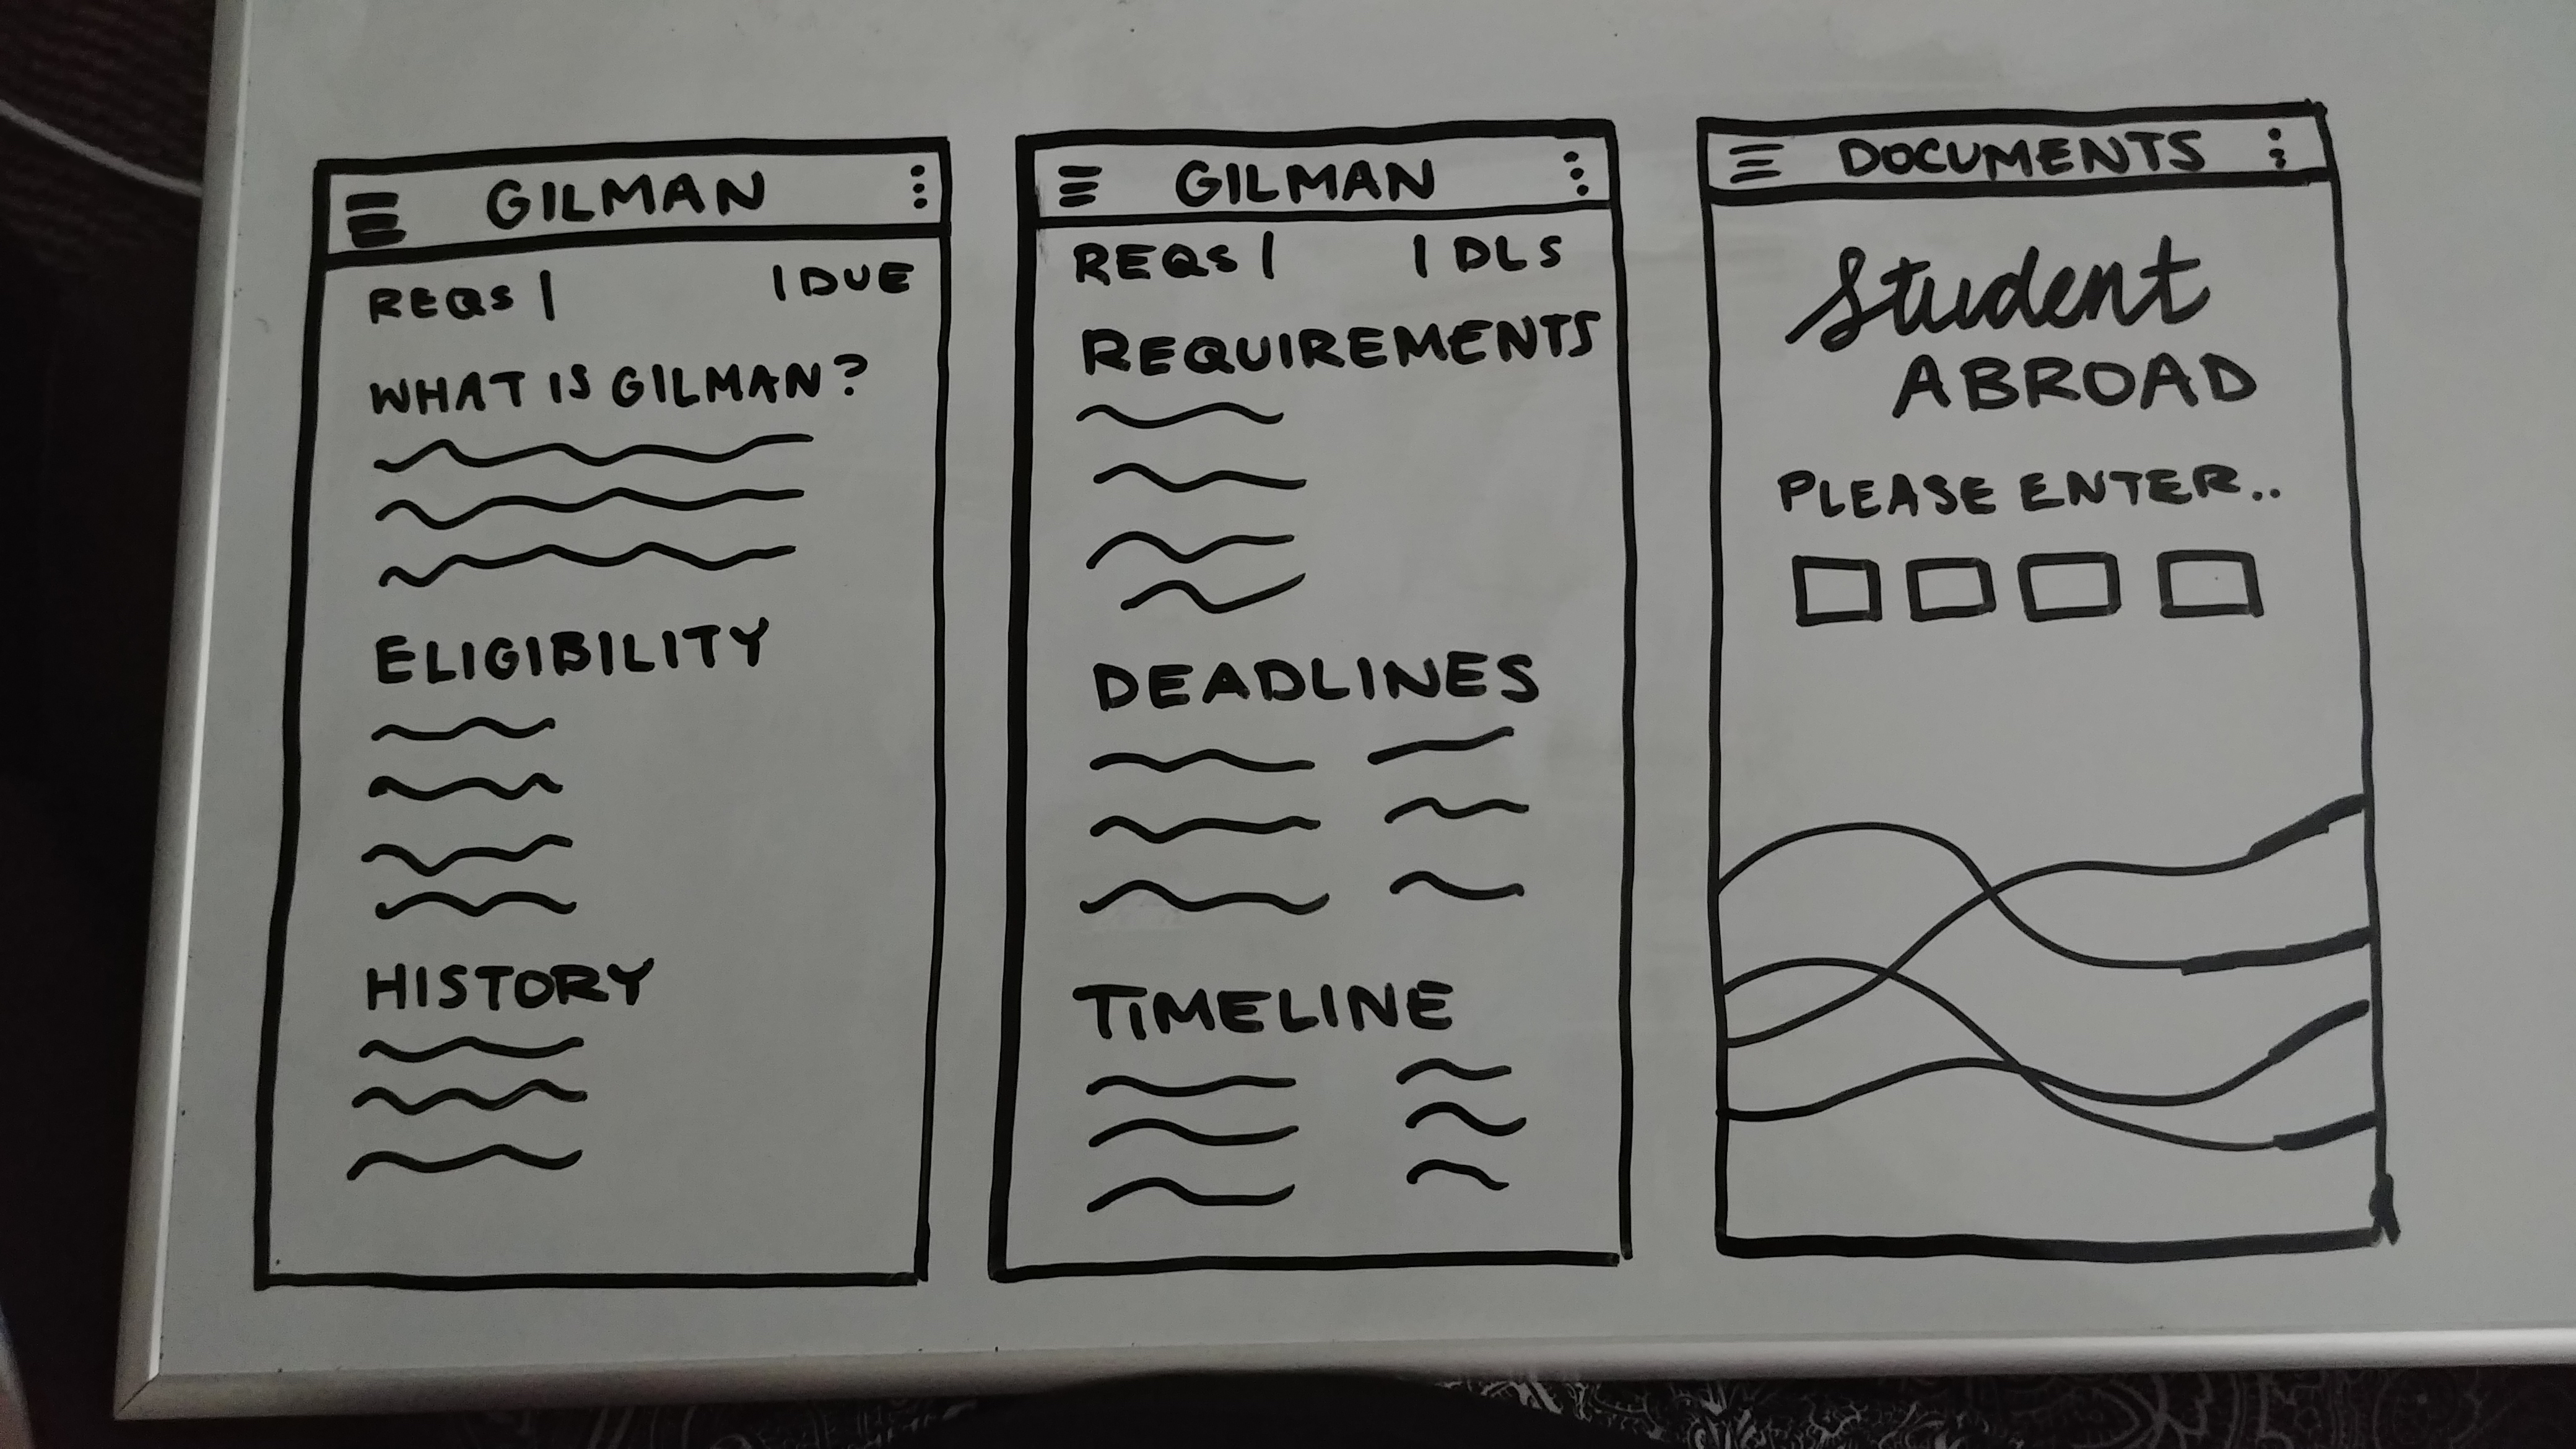 GILMAN
REQS | | DUE
WHAT IS GILMAN?
ELIGIBILITY
HISTORY
GILMAN
REQS | | DLS
REQUIREMENTS
DEADLINES
TIMELINE
DOCUMENTS
Student
ABROAD
PLEASE ENTER..